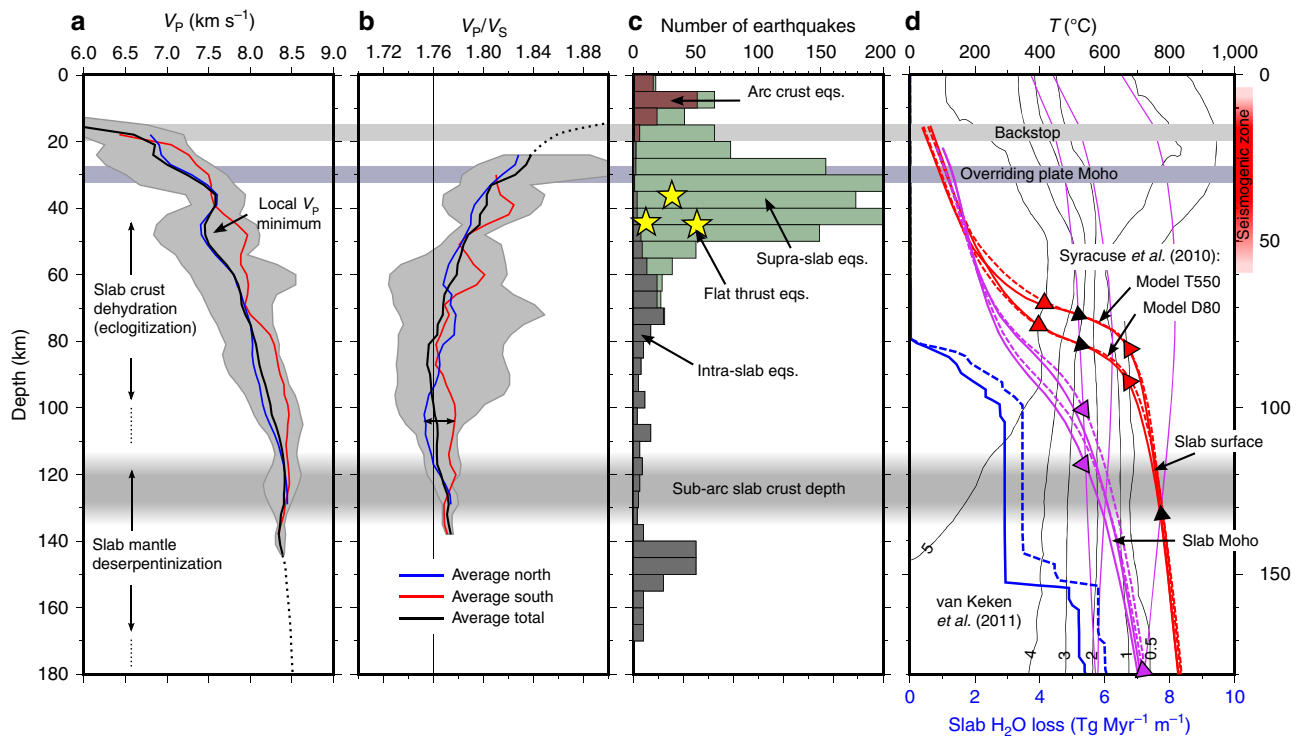 a
V_P (km s⁻¹)
6.0 6.5 7.0 7.5 8.0 8.5 9.0
b
V_P/V_S
1.72 1.76 1.80 1.84 1.88
c
Number of earthquakes
0 50 100 150 200
d
T (°C)
0 200 400 600 800 1,000
Depth (km)
0
20
40
60
80
100
120
140
160
180
Local V_P
minimum
Slab crust
dehydration
(eclogitization)
Slab mantle
deserpentinization
Average north
Average south
Average total
Arc crust eqs.
Supra-slab eqs.
Flat thrust eqs.
Intra-slab eqs.
Sub-arc slab crust depth
Backstop
Overriding plate Moho
Syracuse et al. (2010):
Model T550
Model D80
Slab surface
Slab Moho
van Keken
et al. (2011)
5
4
3
2
1
0.5
0
50
100
150
Seismogenic zone
0 2 4 6 8 10
Slab H₂O loss (Tg Myr⁻¹ m⁻¹)